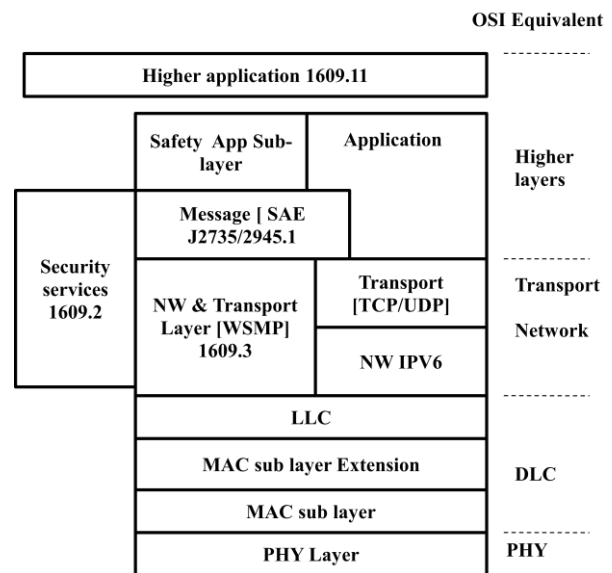 OSI Equivalent
Higher application 1609.11
Safety App Sub-
layer
Application
Higher
layers
Message [ SAE
J2735/2945.1
Security
services
1609.2
NW & Transport
Layer [WSMP]
1609.3
Transport
[TCP/UDP]
Transport
Network
NW IPV6
LLC
MAC sub layer Extension
DLC
MAC sub layer
PHY Layer
PHY